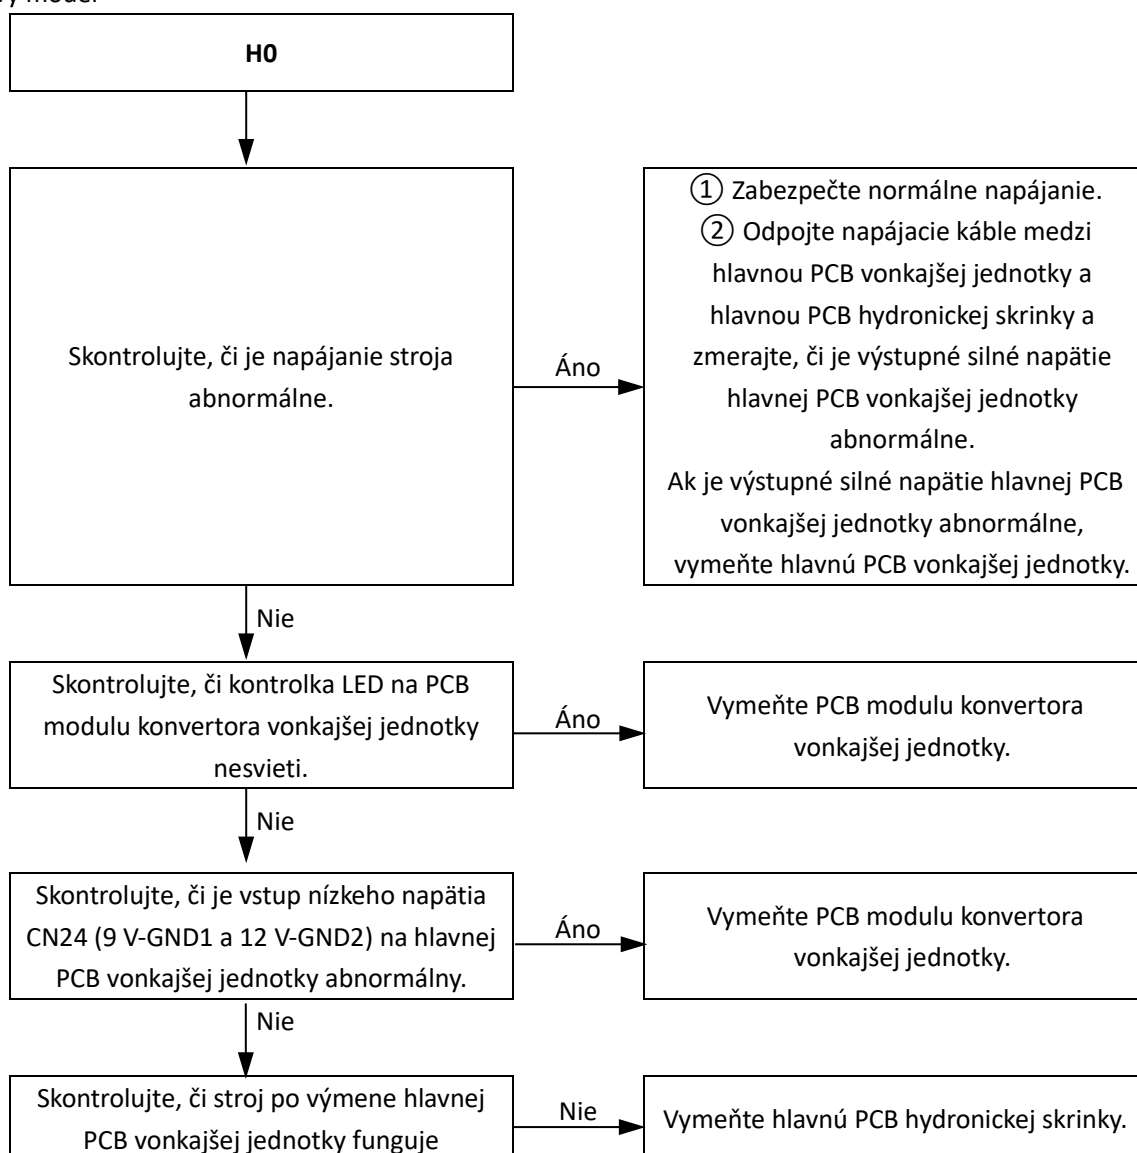 model
H0
① Zabezpečte normálne napájanie.
② Odpojte napájacie káble medzi
hlavnou PCB vonkajšej jednotky a
hlavnou PCB hydronickej skrinky a
zmerajte, či je výstupné silné napätie
hlavnej PCB vonkajšej jednotky
abnormálne.
Ak je výstupné silné napätie hlavnej PCB
vonkajšej jednotky abnormálne,
vymeňte hlavnú PCB vonkajšej jednotky.
Skontrolujte, či je napájanie stroja
abnormálne.
Áno
Nie
Skontrolujte, či kontrolka LED na PCB
modulu konvertora vonkajšej jednotky
nesvieti.
Áno
Vymeňte PCB modulu konvertora
vonkajšej jednotky.
Nie
Skontrolujte, či je vstup nízkeho napätia
CN24 (9 V-GND1 a 12 V-GND2) na hlavnej
PCB vonkajšej jednotky abnormálny.
Áno
Vymeňte PCB modulu konvertora
vonkajšej jednotky.
Nie
Skontrolujte, či stroj po výmene hlavnej
PCB vonkajšej jednotky funguje
Nie
Vymeňte hlavnú PCB hydronickej skrinky.